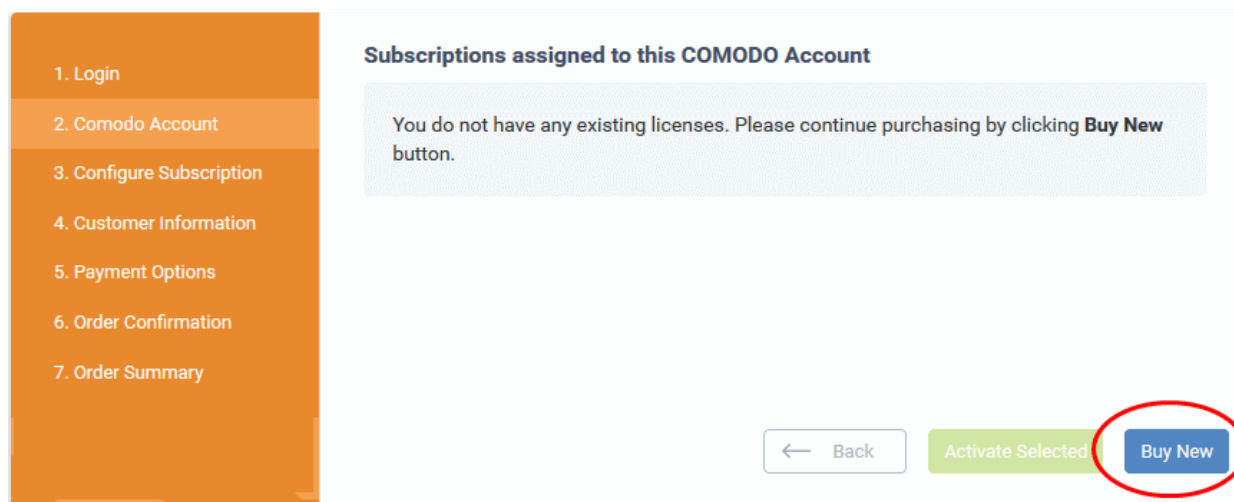 1. Login
2. Comodo Account
3. Configure Subscription
4. Customer Information
5. Payment Options
6. Order Confirmation
7. Order Summary
Subscriptions assigned to this COMODO Account
You do not have any existing licenses. Please continue purchasing by clicking Buy New
button.
Back
Activate Selected
Buy New